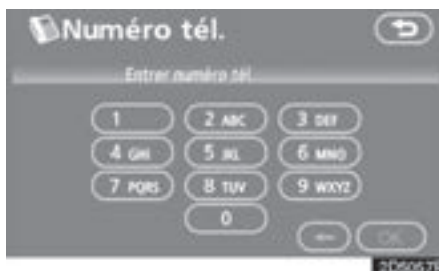 Numéro tél.
Entrer numéro tél.
1 2 ABC 3 DEF
4 GHI 5 JKL 6 MNO
7 PQRS 8 TUV 9 WXYZ
0
← OK
2D6067B